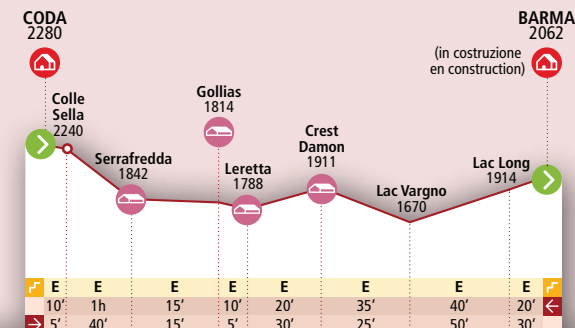 CODA
2280
BARMA
2062
(in costruzione
en construction)
Colle
Sella
2240
Gollias
1814
Serrafredda
1842
Leretta
1788
Crest
Damon
1911
Lac Vargno
1670
Lac Long
1914
E E E E E E E E
10’ 1h 15’ 10’ 20’ 35’ 40’ 20’
5’ 40’ 15’ 5’ 30’ 25’ 50’ 30’